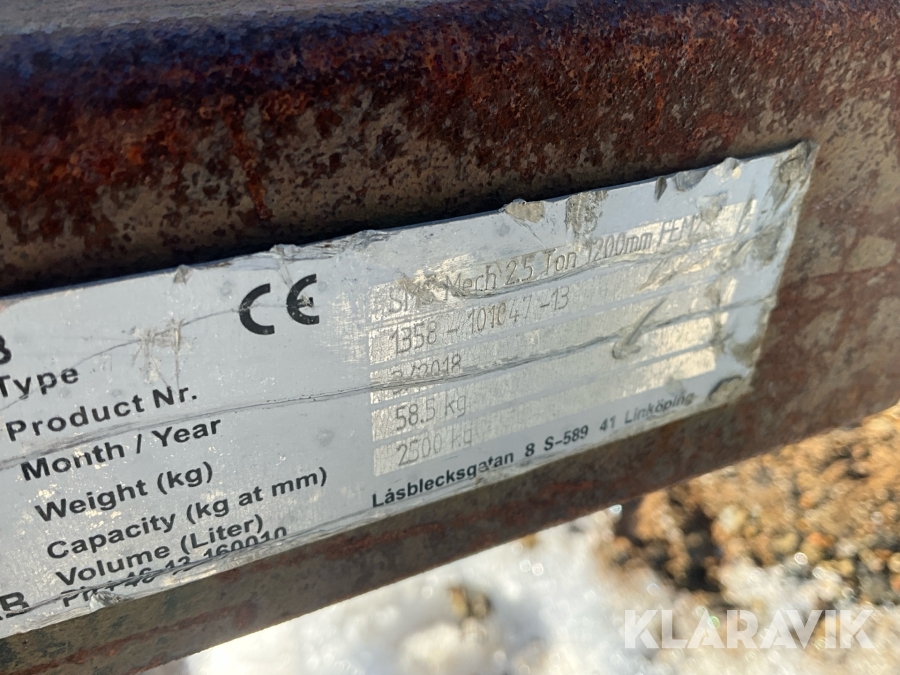 CE
Type
Mech 2.5 Ton 1200mm
Product Nr.
1358-101047-13
Month / Year
2018
Weight (kg)
58.5 kg
Capacity (kg at mm)
2500 kg
Volume (Liter)
Låsblecksgatan 8 S-589 41 Linköping
KLARAVIK